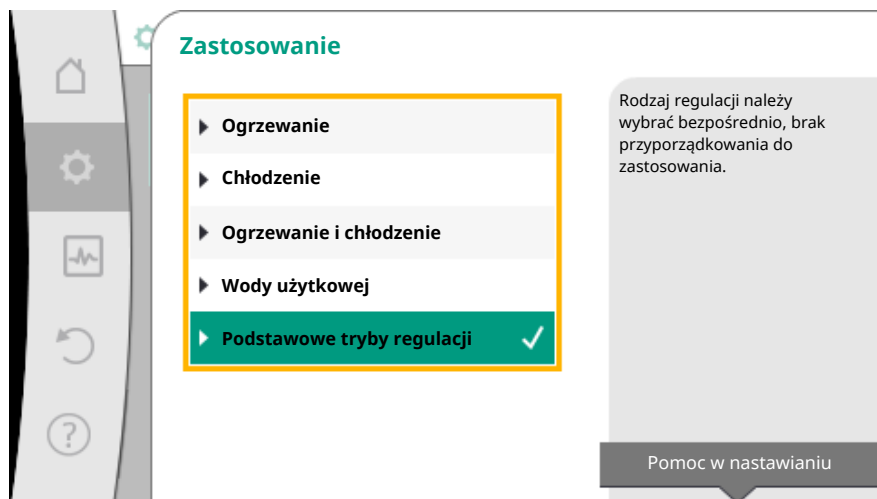 Zastosowanie
Ogrzewanie
Chłodzenie
Ogrzewanie i chłodzenie
Wody użytkowej
Podstawowe tryby regulacji
Rodzaj regulacji należy
wybrać bezpośrednio, brak
przyporządkowania do
zastosowania.
Pomoc w nastawianiu
?